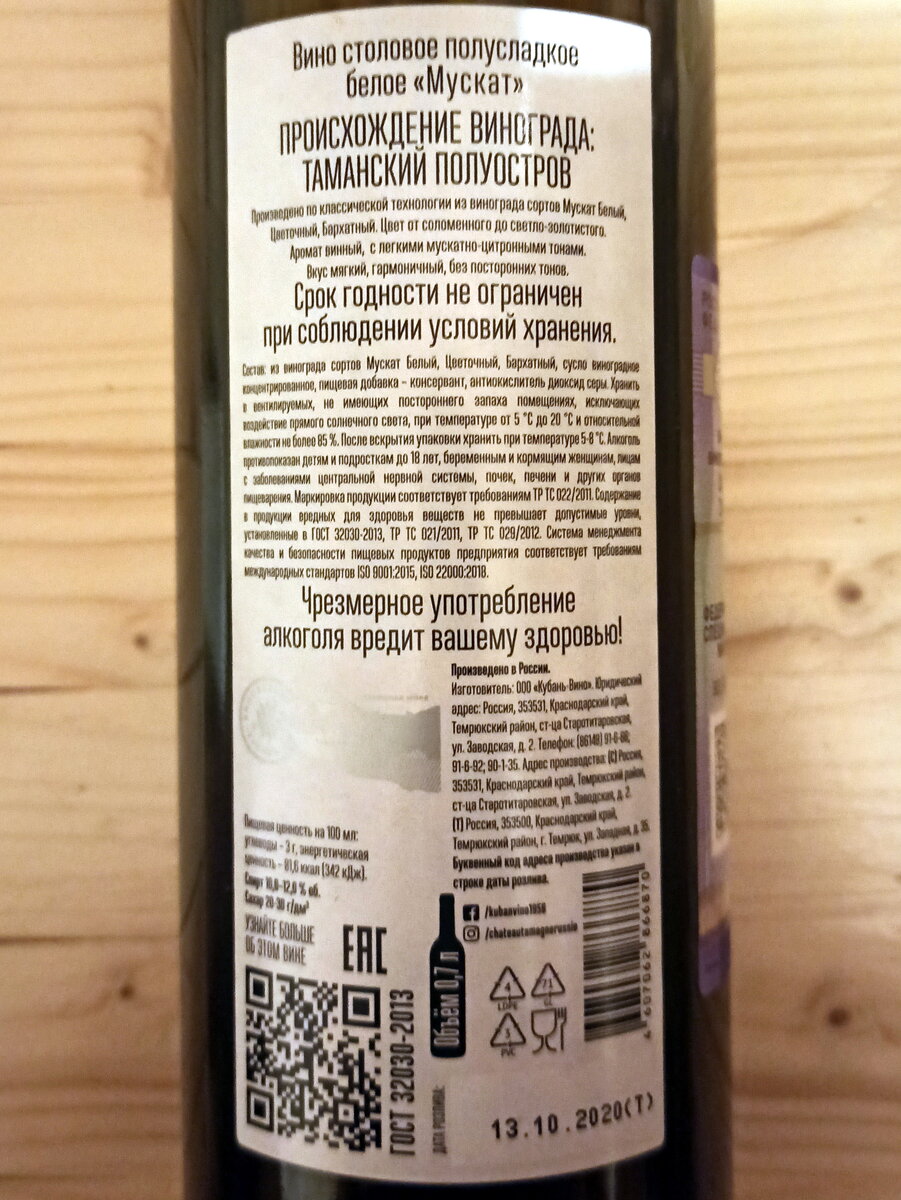 Вино столовое полусладкое
белое «Мускат»
ПРОИСХОЖДЕНИЕ ВИНОГРАДА:
ТАМАНСКИЙ ПОЛУОСТРОВ
Произведено по классической технологии из винограда сортов Мускат Белый,
Цветочный, Бархатный. Цвет от соломенного до светло-золотистого.
Аромат винный, с легкими мускатно-цитронными тонами.
Вкус мягкий, гармоничный, без посторонних тонов.
Срок годности не ограничен
при соблюдении условий хранения.
Состав: из винограда сортов Мускат Белый, Цветочный, Бархатный, сусло виноградное
концентрированное, пищевая добавка – консервант, антиокислитель диоксид серы. Хранить
в вентилируемых, не имеющих постороннего запаха помещениях, исключающих
воздействие прямого солнечного света, при температуре от 5 °С до 20 °С и относительной
влажности не более 85 %. После вскрытия упаковки хранить при температуре 5-8 °С. Алкоголь
противопоказан детям и подросткам до 18 лет, беременным и кормящим женщинам, лицам
с заболеваниями центральной нервной системы, почек, печени и других органов
пищеварения. Маркировка продукции соответствует требованиям ТР ТС 022/2011. Содержание
в продукции вредных для здоровья веществ не превышает допустимые уровни,
установленные в ГОСТ 32030-2013, ТР ТС 021/2011, ТР ТС 029/2012. Система менеджмента
качества и безопасности пищевых продуктов предприятия соответствует требованиям
международных стандартов ISO 9001:2015, ISO 22000:2018.
Чрезмерное употребление
алкоголя вредит вашему здоровью!
Произведено в России.
Изготовитель: ООО «Кубань-Вино». Юридический
адрес: Россия, 353531, Краснодарский край,
Темрюкский район, ст-ца Старотитаровская,
ул. Заводская, д. 2. Телефон: (86148) 91-6-88;
91-6-92; 90-1-35. Адрес производства: (С) Россия,
353531, Краснодарский край, Темрюкский район,
ст-ца Старотитаровская, ул. Заводская, д. 2.
(Т) Россия, 353500, Краснодарский край,
Темрюкский район, г. Темрюк, ул. Западная, д. 35.
Буквенный код адреса производства указан в
строке даты розлива.
Пищевая ценность на 100 мл:
углеводы – 3 г, энергетическая
ценность – 81,6 ккал (342 кДж).
Спирт 10,0-12,0 % об.
Сахар 20-30 г/дм³
УЗНАЙТЕ БОЛЬШЕ
ОБ ЭТОМ ВИНЕ
EAC
ГОСТ 32030-2013
Объём 0,7 л
ДАТА РОЗЛИВА:
/kubanvino1956
/chateautamagnerussia
4
LDPE
71
GL
3
PVC
4 607062 866870
13.10.2020(T)